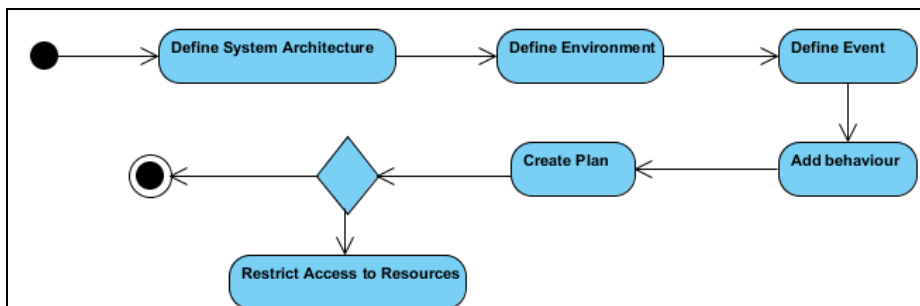 Define System Architecture
Define Environment
Define Event
Create Plan
Add behaviour
Restrict Access to Resources